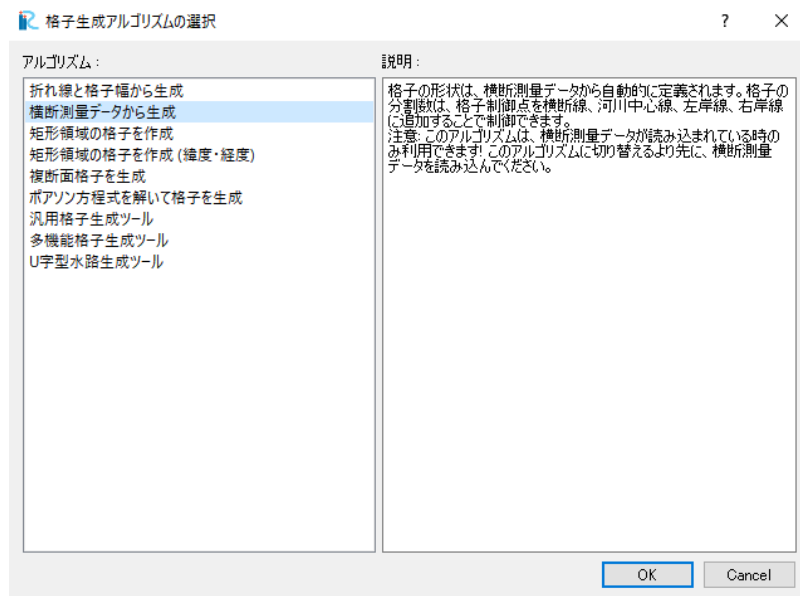 格子生成アルゴリズムの選択
アルゴリズム:
折れ線と格子幅から生成
横断測量データから生成
矩形領域の格子を作成
矩形領域の格子を作成 (緯度・経度)
複断面格子を生成
ポアソン方程式を解いて格子を生成
汎用格子生成ツール
多機能格子生成ツール
U字型水路生成ツール
説明:
格子の形状は、横断測量データから自動的に定義されます。格子の
分割数は、格子制御点を横断線、河川中心線、左岸線、右岸線
に追加することで制御できます。
注意: このアルゴリズムは、横断測量データが読み込まれている時の
み利用できます! このアルゴリズムに切り替えるより先に、横断測量
データを読み込んでください。
OK
Cancel